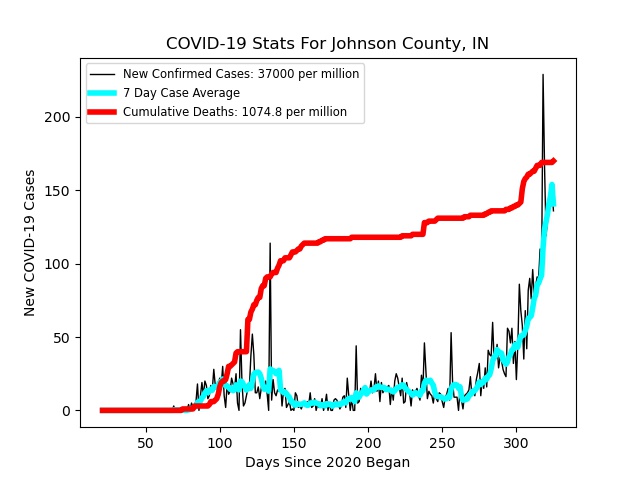 COVID-19 Stats For Johnson County, IN
New Confirmed Cases: 37000 per million
7 Day Case Average
Cumulative Deaths: 1074.8 per million
New COVID-19 Cases
200
150
100
50
0
50
100
150
200
250
300
Days Since 2020 Began